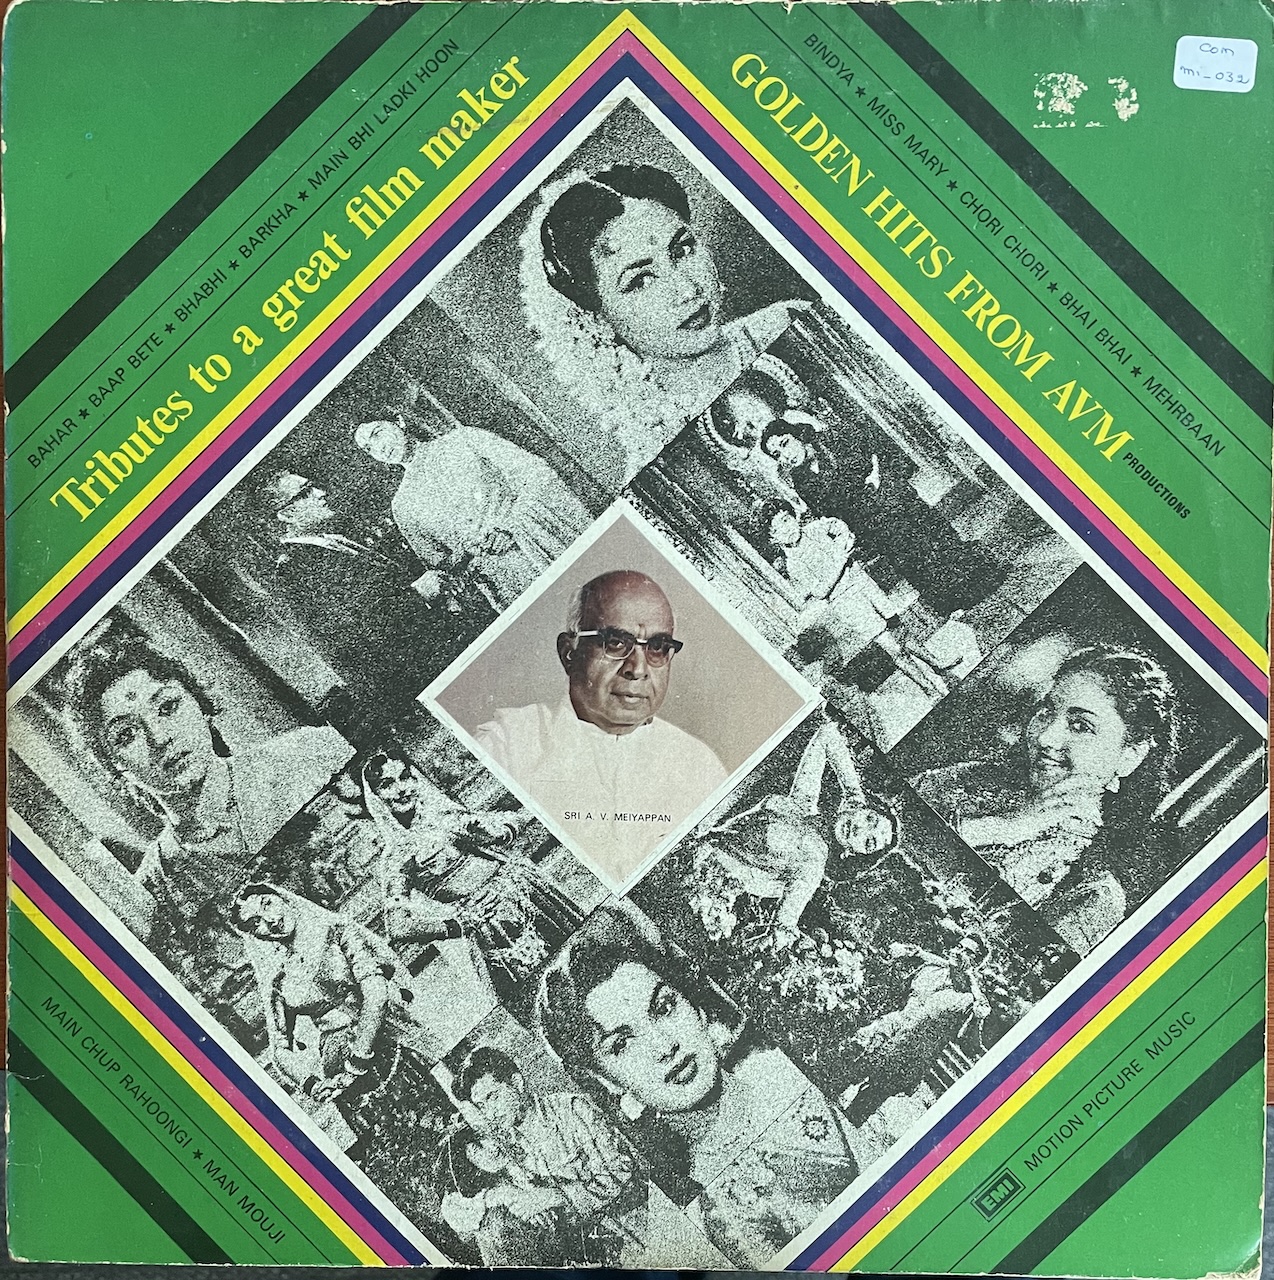 BAHAR ★ BAAP BETE ★ BHABHI ★ BARKHA ★ MAIN BHI LADKI HOON
Tributes to a great film maker
BINDYA ★ MISS MARY ★ CHORI CHORI ★ BHAI BHAI ★ MEHRBAAN
GOLDEN HITS FROM AVM PRODUCTIONS
com
mi_032
SRI A. V. MEIYAPPAN
MAIN CHUP RAHOONGI ★ MAN MOUJI
EMI MOTION PICTURE MUSIC